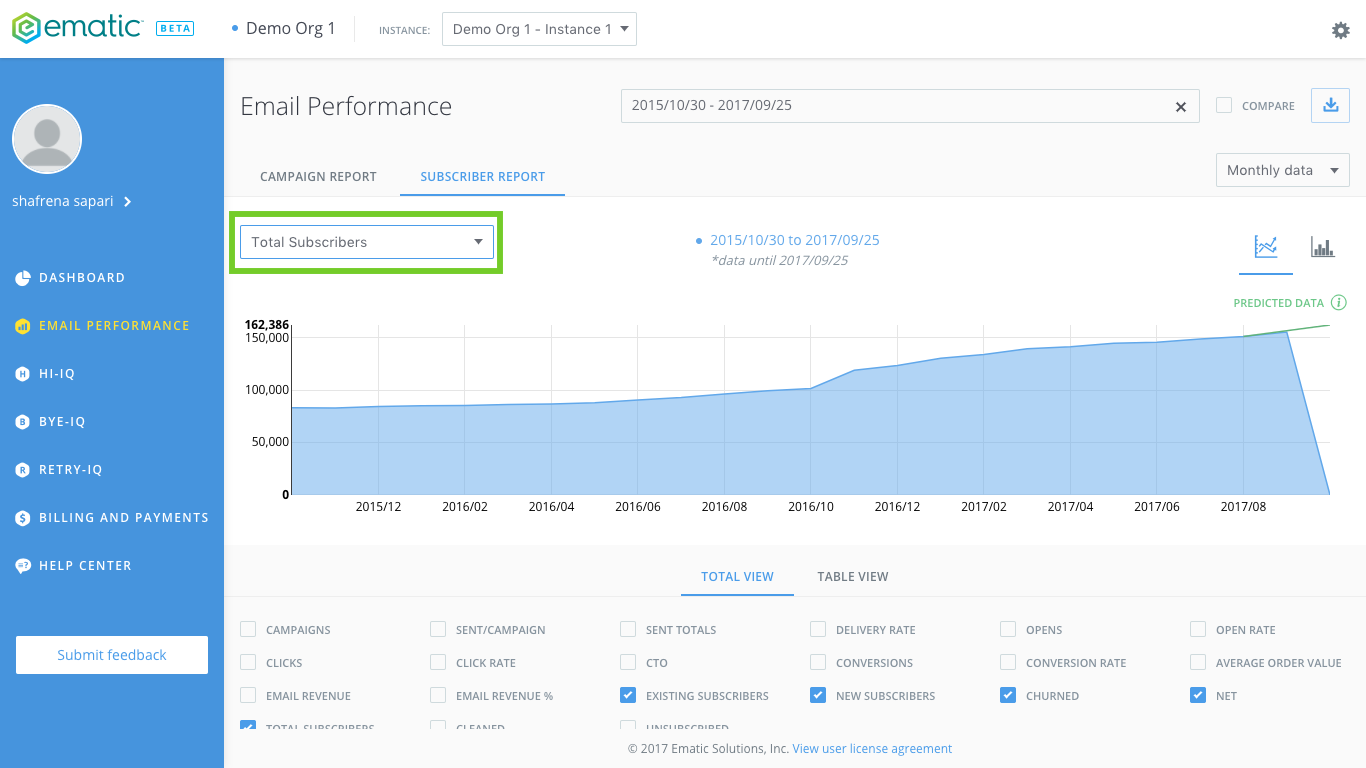 ematic BETA
Demo Org 1
INSTANCE:
Demo Org 1 - Instance 1
shafrena sapari
DASHBOARD
EMAIL PERFORMANCE
HI-IQ
BYE-IQ
RETRY-IQ
BILLING AND PAYMENTS
HELP CENTER
Submit feedback
Email Performance
2015/10/30 - 2017/09/25
COMPARE
CAMPAIGN REPORT
SUBSCRIBER REPORT
Monthly data
Total Subscribers
2015/10/30 to 2017/09/25
*data until 2017/09/25
PREDICTED DATA
162,386
150,000
100,000
50,000
0
2015/12 2016/02 2016/04 2016/06 2016/08 2016/10 2016/12 2017/02 2017/04 2017/06 2017/08
TOTAL VIEW TABLE VIEW
CAMPAIGNS SENT/CAMPAIGN SENT TOTALS DELIVERY RATE OPENS OPEN RATE
CLICKS CLICK RATE CTO CONVERSIONS CONVERSION RATE AVERAGE ORDER VALUE
EMAIL REVENUE EMAIL REVENUE % EXISTING SUBSCRIBERS NEW SUBSCRIBERS CHURNED NET
TOTAL SUBSCRIBERS CLEANED UNSUBSCRIBED
© 2017 Ematic Solutions, Inc. View user license agreement